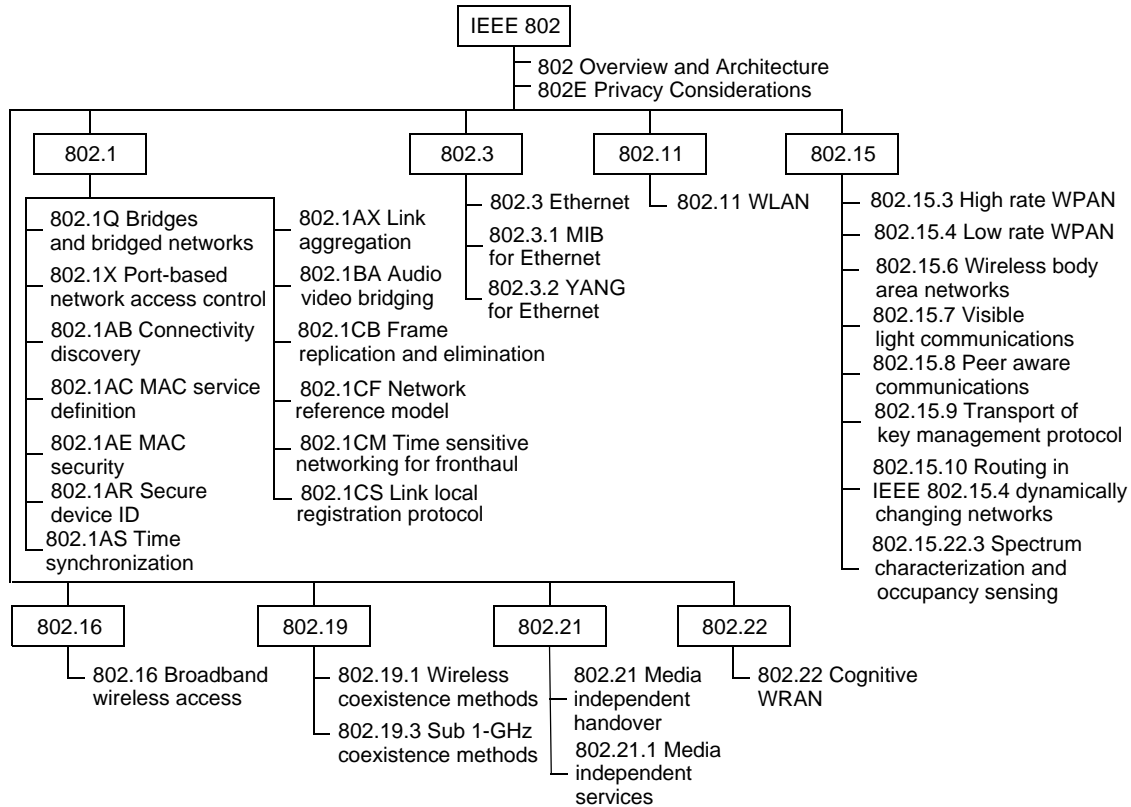 IEEE 802
802 Overview and Architecture
802E Privacy Considerations
802.1
802.3
802.11
802.15
802.1Q Bridges
and bridged networks
802.1X Port-based
network access control
802.1AB Connectivity
discovery
802.1AC MAC service
definition
802.1AE MAC
security
802.1AR Secure
device ID
802.1AS Time
synchronization
802.1AX Link
aggregation
802.1BA Audio
video bridging
802.1CB Frame
replication and elimination
802.1CF Network
reference model
802.1CM Time sensitive
networking for fronthaul
802.1CS Link local
registration protocol
802.3 Ethernet
802.3.1 MIB
for Ethernet
802.3.2 YANG
for Ethernet
802.11 WLAN
802.15.3 High rate WPAN
802.15.4 Low rate WPAN
802.15.6 Wireless body
area networks
802.15.7 Visible
light communications
802.15.8 Peer aware
communications
802.15.9 Transport of
key management protocol
802.15.10 Routing in
IEEE 802.15.4 dynamically
changing networks
802.15.22.3 Spectrum
characterization and
occupancy sensing
802.16
802.19
802.21
802.22
802.16 Broadband
wireless access
802.19.1 Wireless
coexistence methods
802.19.3 Sub 1-GHz
coexistence methods
802.21 Media
independent
handover
802.21.1 Media
independent
services
802.22 Cognitive
WRAN